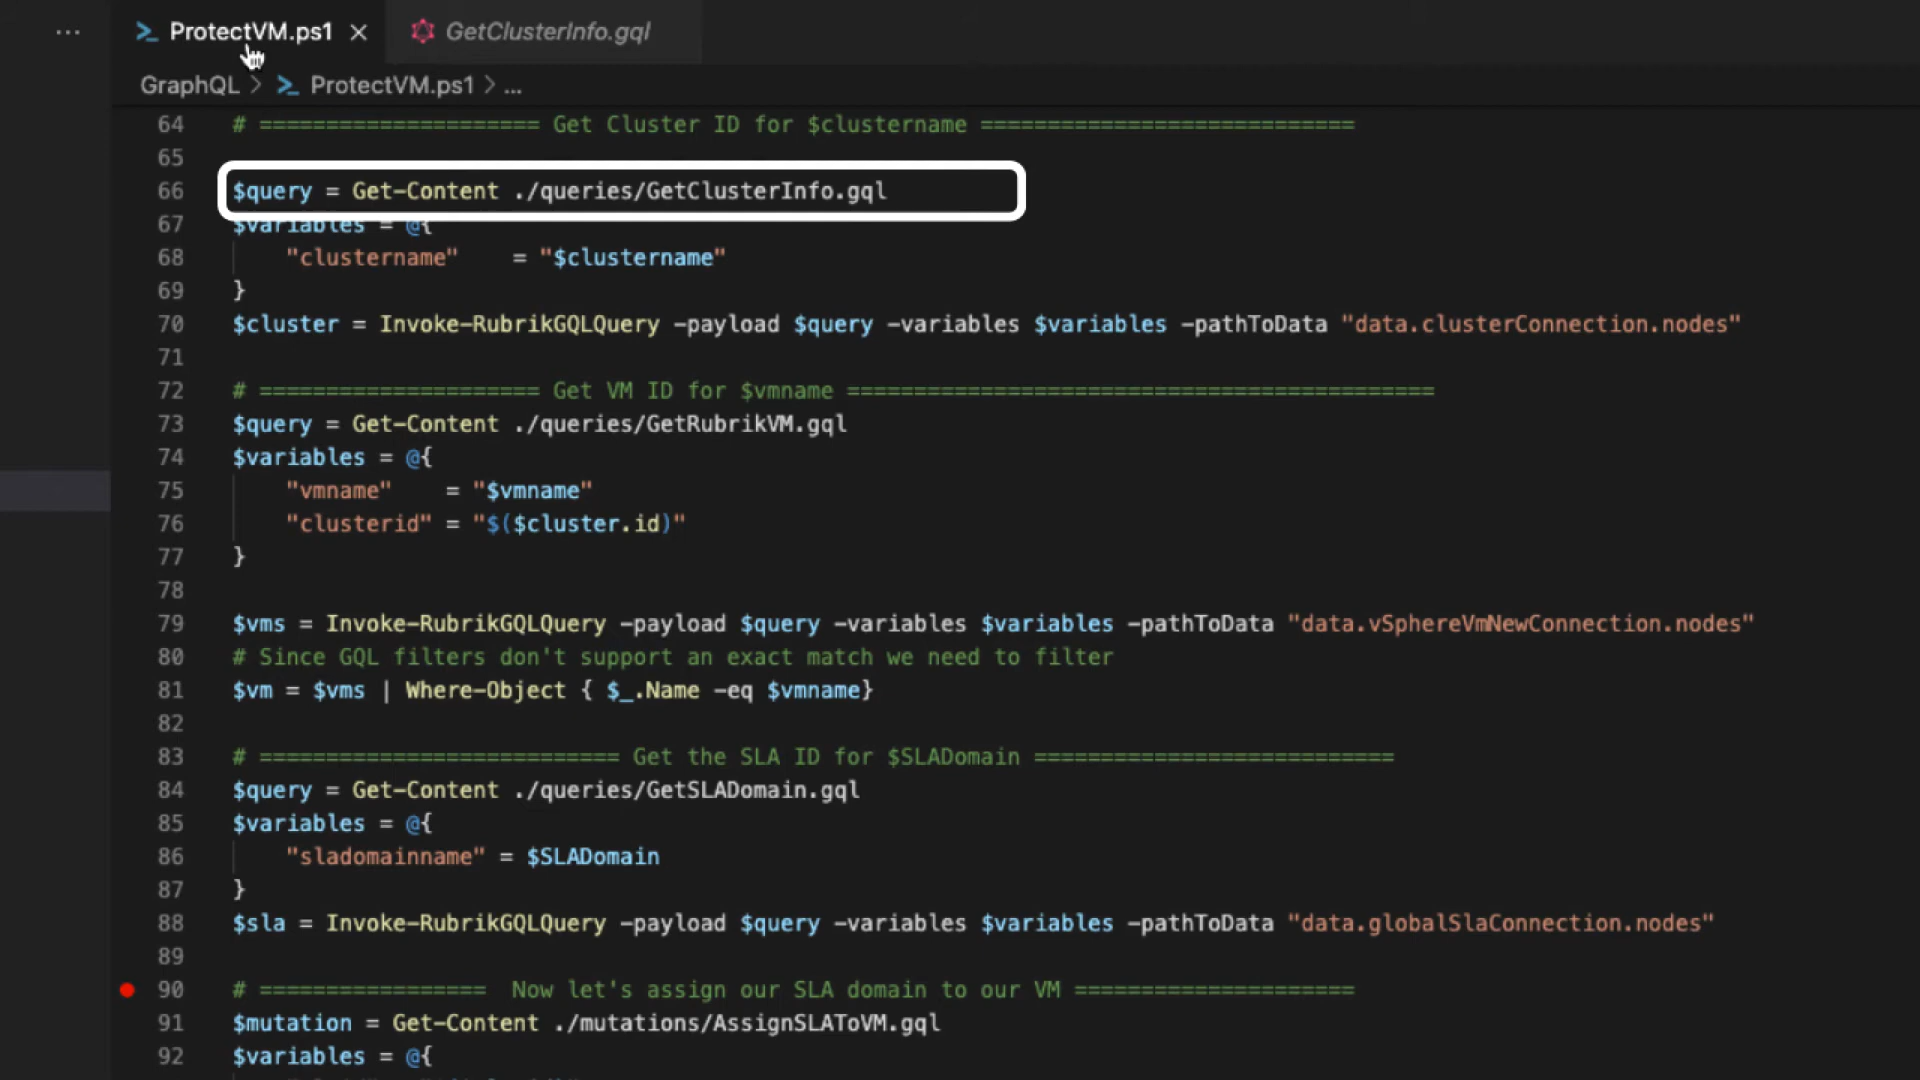 ProtectVM.ps1 GetClusterInfo.gql
GraphQL > ProtectVM.ps1 > ...
64 # ===================== Get Cluster ID for $clustername ============================
65
66 $query = Get-Content ./queries/GetClusterInfo.gql
67 $variables = @{
68 "clustername" = "$clustername"
69 }
70 $cluster = Invoke-RubrikGQLQuery -payload $query -variables $variables -pathToData "data.clusterConnection.nodes"
71
72 # ===================== Get VM ID for $vmname ============================================
73 $query = Get-Content ./queries/GetRubrikVM.gql
74 $variables = @{
75 "vmname" = "$vmname"
76 "clusterid" = "$($cluster.id)"
77 }
78
79 $vms = Invoke-RubrikGQLQuery -payload $query -variables $variables -pathToData "data.vSphereVmNewConnection.nodes"
80 # Since GQL filters don't support an exact match we need to filter
81 $vm = $vms | Where-Object { $_.Name -eq $vmname}
82
83 # =========================== Get the SLA ID for $SLADomain ===========================
84 $query = Get-Content ./queries/GetSLADomain.gql
85 $variables = @{
86 "sladomainname" = $SLADomain
87 }
88 $sla = Invoke-RubrikGQLQuery -payload $query -variables $variables -pathToData "data.globalSlaConnection.nodes"
89
90 # ================= Now let's assign our SLA domain to our VM =====================
91 $mutation = Get-Content ./mutations/AssignSLAToVM.gql
92 $variables = @{